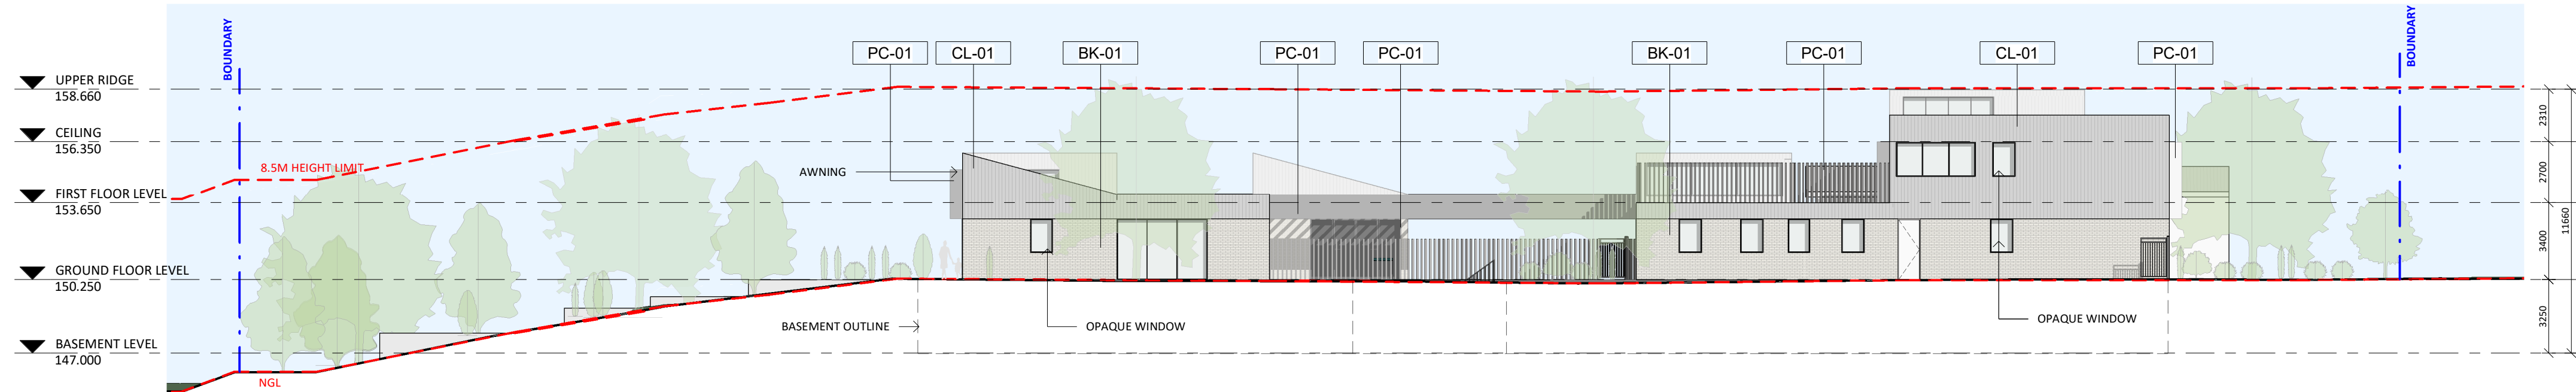 BOUNDARY
BOUNDARY
PC-01
CL-01
BK-01
PC-01
PC-01
BK-01
PC-01
CL-01
PC-01
UPPER RIDGE
158.660
CEILING
156.350
8.5M HEIGHT LIMIT
AWNING
FIRST FLOOR LEVEL
153.650
GROUND FLOOR LEVEL
150.250
BASEMENT OUTLINE
OPAQUE WINDOW
OPAQUE WINDOW
BASEMENT LEVEL
147.000
NGL
2310
2700
3400
3250
11660